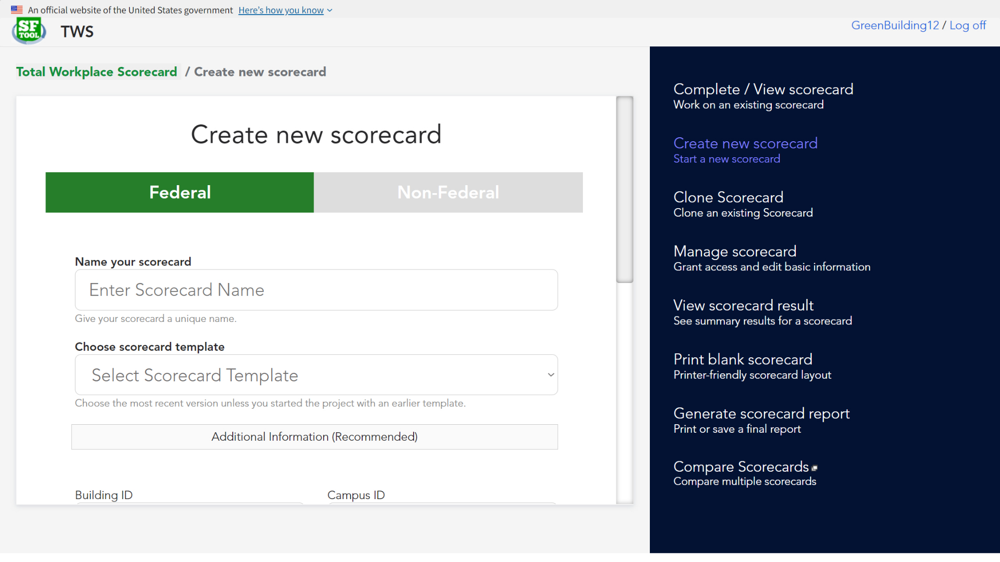 An official website of the United States government Here's how you know
SF
TOOL
TWS
GreenBuilding12 / Log off
Total Workplace Scorecard / Create new scorecard
Create new scorecard
Federal
Non-Federal
Name your scorecard
Enter Scorecard Name
Give your scorecard a unique name.
Choose scorecard template
Select Scorecard Template
Choose the most recent version unless you started the project with an earlier template.
Additional Information (Recommended)
Building ID
Campus ID
Complete / View scorecard
Work on an existing scorecard
Create new scorecard
Start a new scorecard
Clone Scorecard
Clone an existing Scorecard
Manage scorecard
Grant access and edit basic information
View scorecard result
See summary results for a scorecard
Print blank scorecard
Printer-friendly scorecard layout
Generate scorecard report
Print or save a final report
Compare Scorecards
Compare multiple scorecards